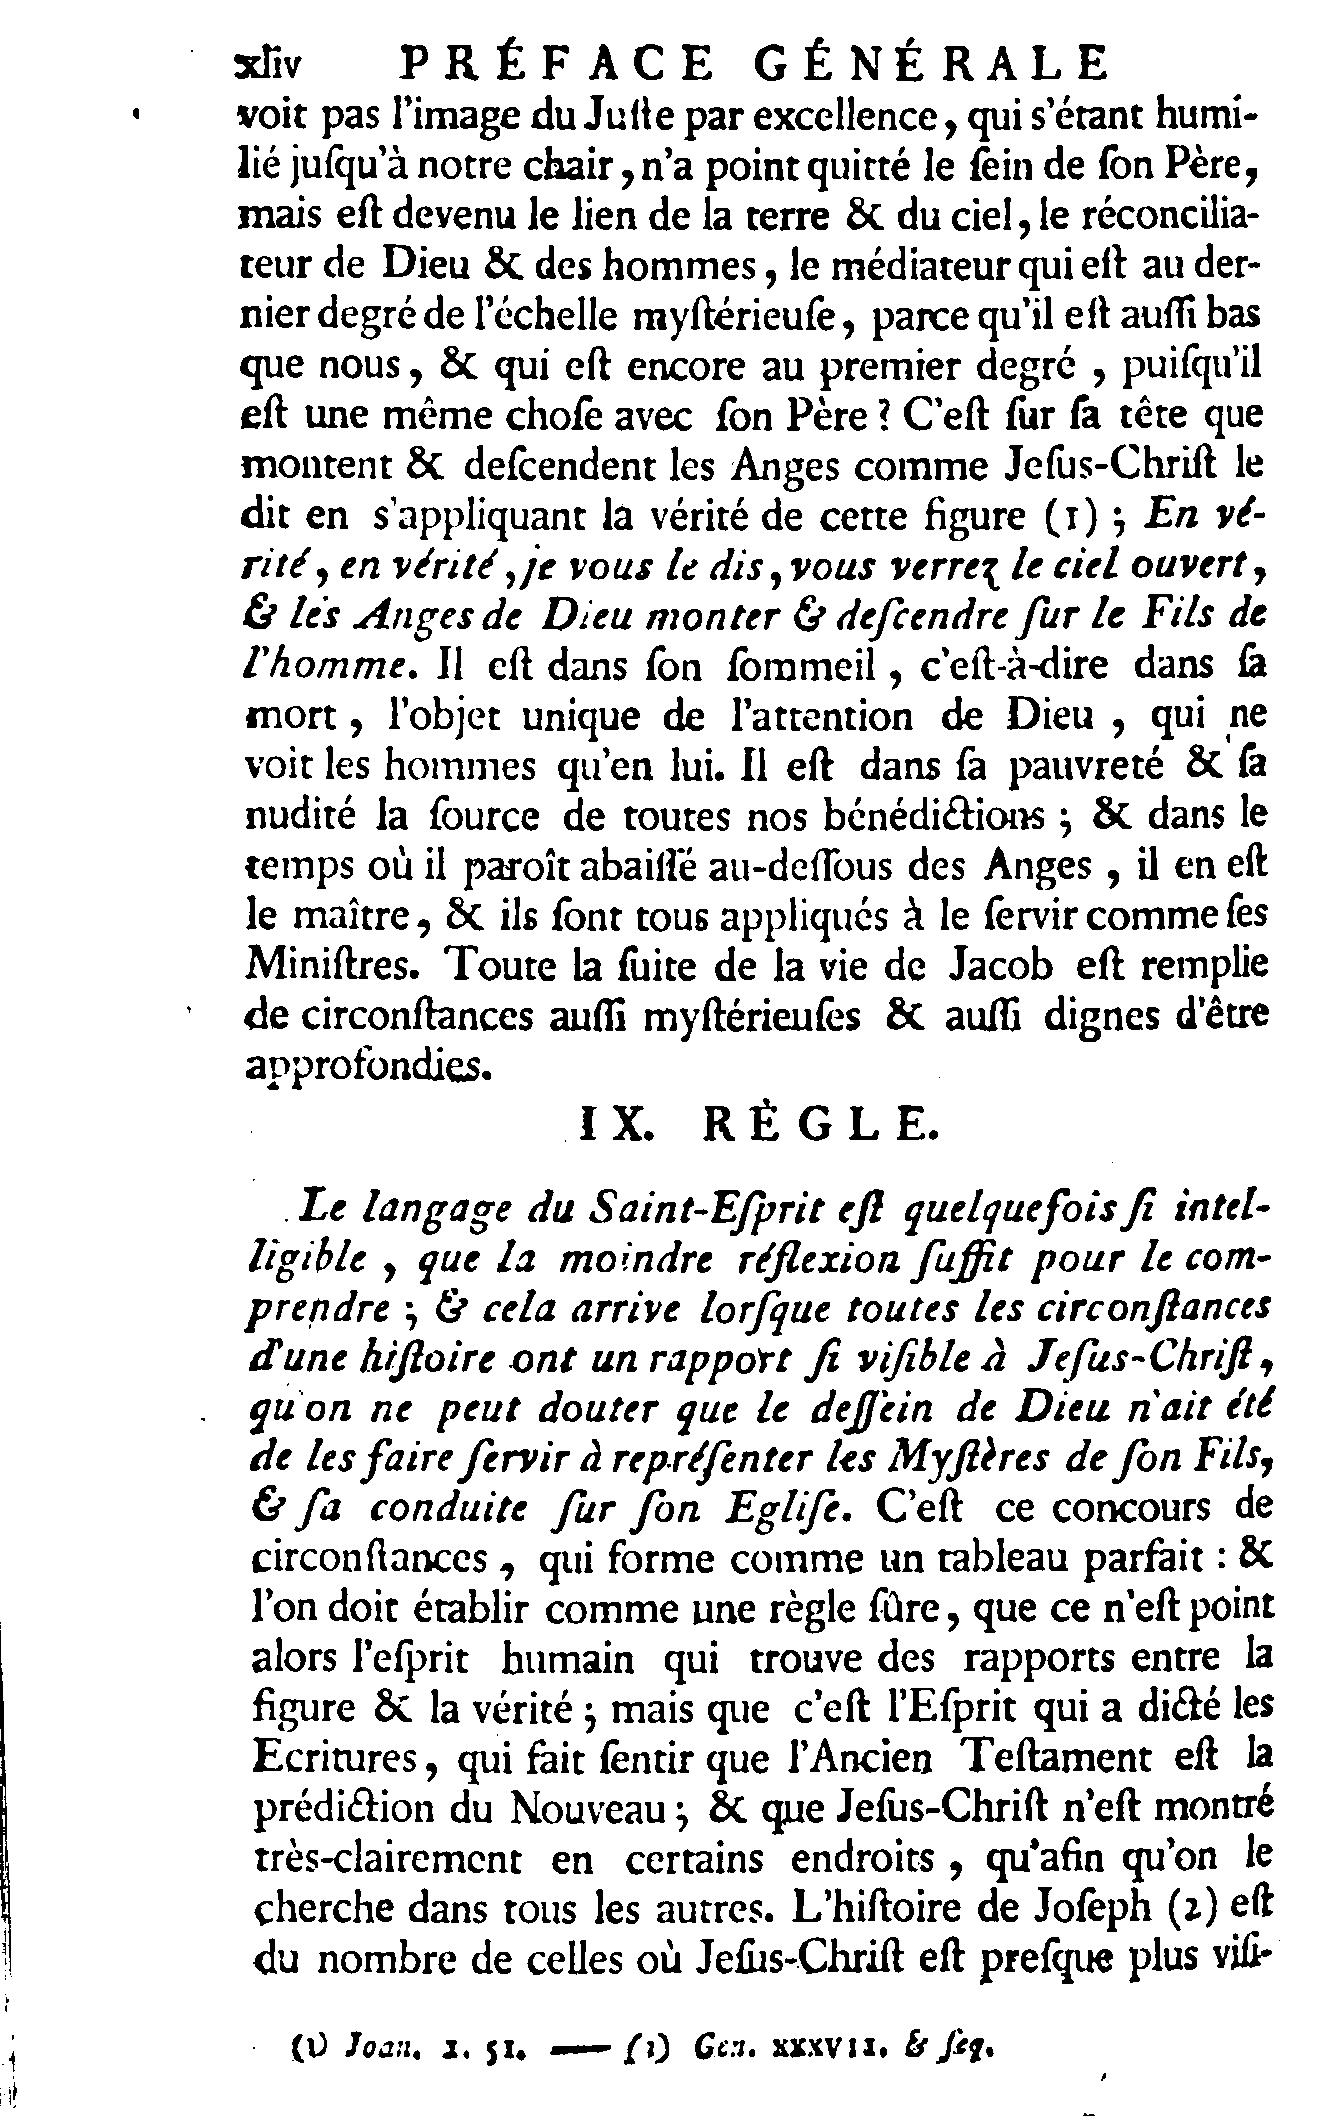 xliv PRÉFACE GÉNÉRALE
voit pas l'image du Juſte par excellence, qui s'étant humi-
lié juſqu'à notre chair, n'a point quitté le ſein de ſon Père,
mais eſt devenu le lien de la terre & du ciel, le réconcilia-
teur de Dieu & des hommes, le médiateur qui eſt au der-
nier degré de l'échelle myſtérieuſe, parce qu'il eſt auſſi bas
que nous, & qui eſt encore au premier degré, puiſqu'il
eſt une même choſe avec ſon Père? C'eſt ſur ſa tête que
montent & deſcendent les Anges comme Jeſus-Chriſt le
dit en s'appliquant la vérité de cette figure (1); En vé-
rité, en vérité, je vous le dis, vous verrez le ciel ouvert,
& les Anges de Dieu monter & deſcendre ſur le Fils de
l'homme. Il eſt dans ſon ſommeil, c'eſt-à-dire dans ſa
mort, l'objet unique de l'attention de Dieu, qui ne
voit les hommes qu'en lui. Il eſt dans ſa pauvreté & ſa
nudité la ſource de toutes nos bénédictions; & dans le
temps où il paroît abaiſſé au-deſſous des Anges, il en eſt
le maître, & ils ſont tous appliqués à le ſervir comme ſes
Miniſtres. Toute la ſuite de la vie de Jacob eſt remplie
de circonſtances auſſi myſtérieuſes & auſſi dignes d'être
approfondies.
IX. RÈGLE.
Le langage du Saint-Eſprit eſt quelquefois ſi intel-
ligible, que la moindre réflexion ſuffit pour le com-
prendre; & cela arrive lorſque toutes les circonſtances
d'une hiſtoire ont un rapport ſi viſible à Jeſus-Chriſt,
qu'on ne peut douter que le deſſein de Dieu n'ait été
de les faire ſervir à repréſenter les Myſtères de ſon Fils,
& ſa conduite ſur ſon Egliſe. C'eſt ce concours de
circonſtances, qui forme comme un tableau parfait: &
l'on doit établir comme une règle ſûre, que ce n'eſt point
alors l'eſprit humain qui trouve des rapports entre la
figure & la vérité; mais que c'eſt l'Eſprit qui a dicté les
Ecritures, qui fait ſentir que l'Ancien Teſtament eſt la
prédiction du Nouveau; & que Jeſus-Chriſt n'eſt montré
très-clairement en certains endroits, qu'afin qu'on le
cherche dans tous les autres. L'hiſtoire de Joſeph (2) eſt
du nombre de celles où Jeſus-Chriſt eſt preſque plus viſi-
(1) Joan. 1. 51. — (2) Gen. XXXVII. & ſeq.